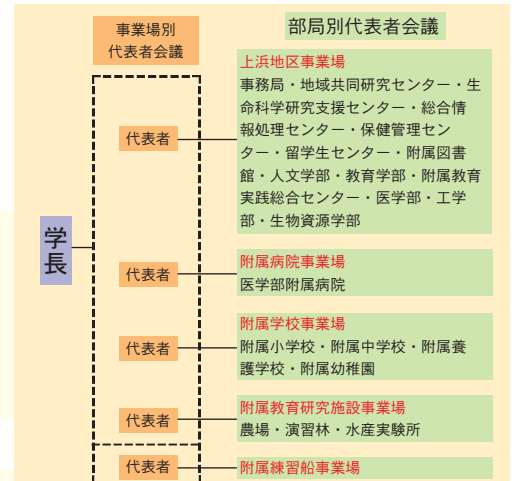 事業場別
代表者会議
部局別代表者会議
学長
代表者
上浜地区事業場
事務局・地域共同研究センター・生
命科学研究支援センター・総合情
報処理センター・保健管理セン
ター・留学生センター・附属図書
館・人文学部・教育学部・附属教育
実践総合センター・医学部・工学
部・生物資源学部
代表者
附属病院事業場
医学部附属病院
代表者
附属学校事業場
附属小学校・附属中学校・附属養
護学校・附属幼稚園
代表者
附属教育研究施設事業場
農場・演習林・水産実験所
代表者
附属練習船事業場